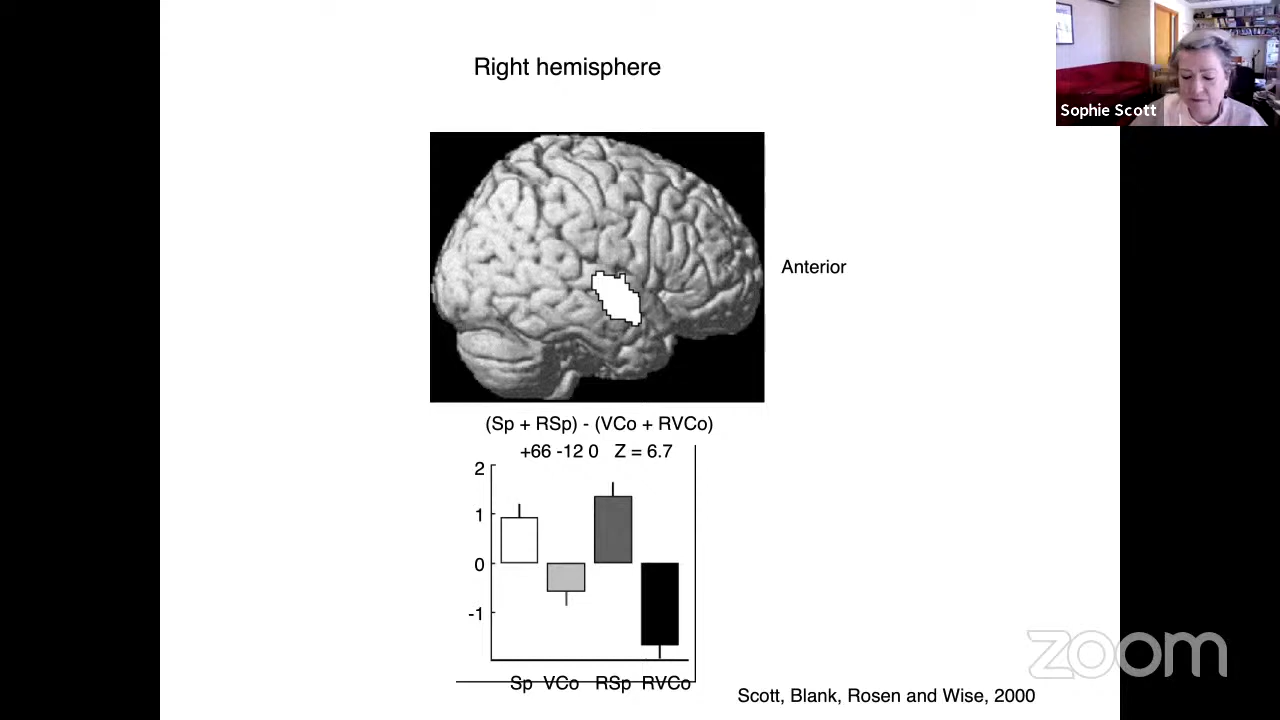 Right hemisphere
Sophie Scott
Anterior
(Sp + RSp) - (VCo + RVCo)
+66 -12 0 Z = 6.7
2
1
0
-1
Sp VCo RSp RVCo
Scott, Blank, Rosen and Wise, 2000
zoom